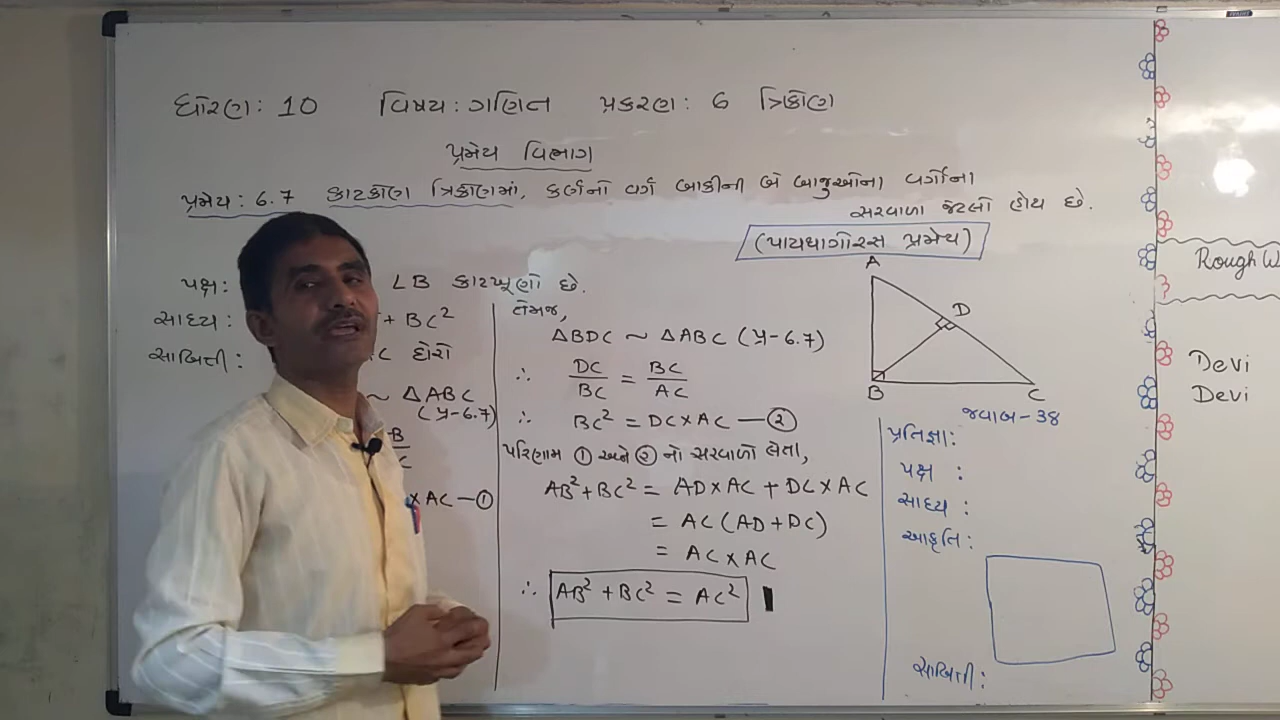 ધોરણ: 10 વિષય: ગણિત પ્રકરણ: 6 ત્રિકોણ
પ્રમેય વિભાગ
પ્રમેય: 6.7 કાટકોણ ત્રિકોણમાં, કર્ણનો વર્ગ બાકીની બે બાજુઓના વર્ગોના
સરવાળા જેટલો હોય છે.
(પાયથાગોરસ પ્રમેય)
પક્ષ: ∠B કાટખૂણો છે.
સાધ્ય: + BC²
સાબિતી: C દોરો
~ △ABC
(પ્ર-6.7)
B
C
×AC —①
તેમજ,
△BDC ~ △ABC (પ્ર-6.7)
∴ DC/BC = BC/AC
∴ BC² = DC×AC —②
પરિણામ ① અને ② નો સરવાળો લેતા,
AB²+BC² = AD×AC + DC×AC
= AC(AD+DC)
= AC×AC
∴ AB²+BC² = AC²
A
D
B C
જવાબ-38
પ્રતિજ્ઞા:
પક્ષ :
સાધ્ય :
આકૃતિ:
સાબિતી:
Rough W
Devi
Devi